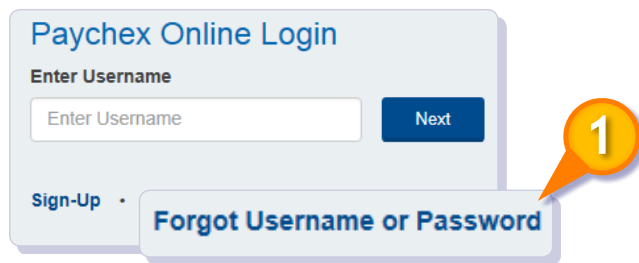 Paychex Online Login
Enter Username
Enter Username
Next
1
Sign-Up •
Forgot Username or Password